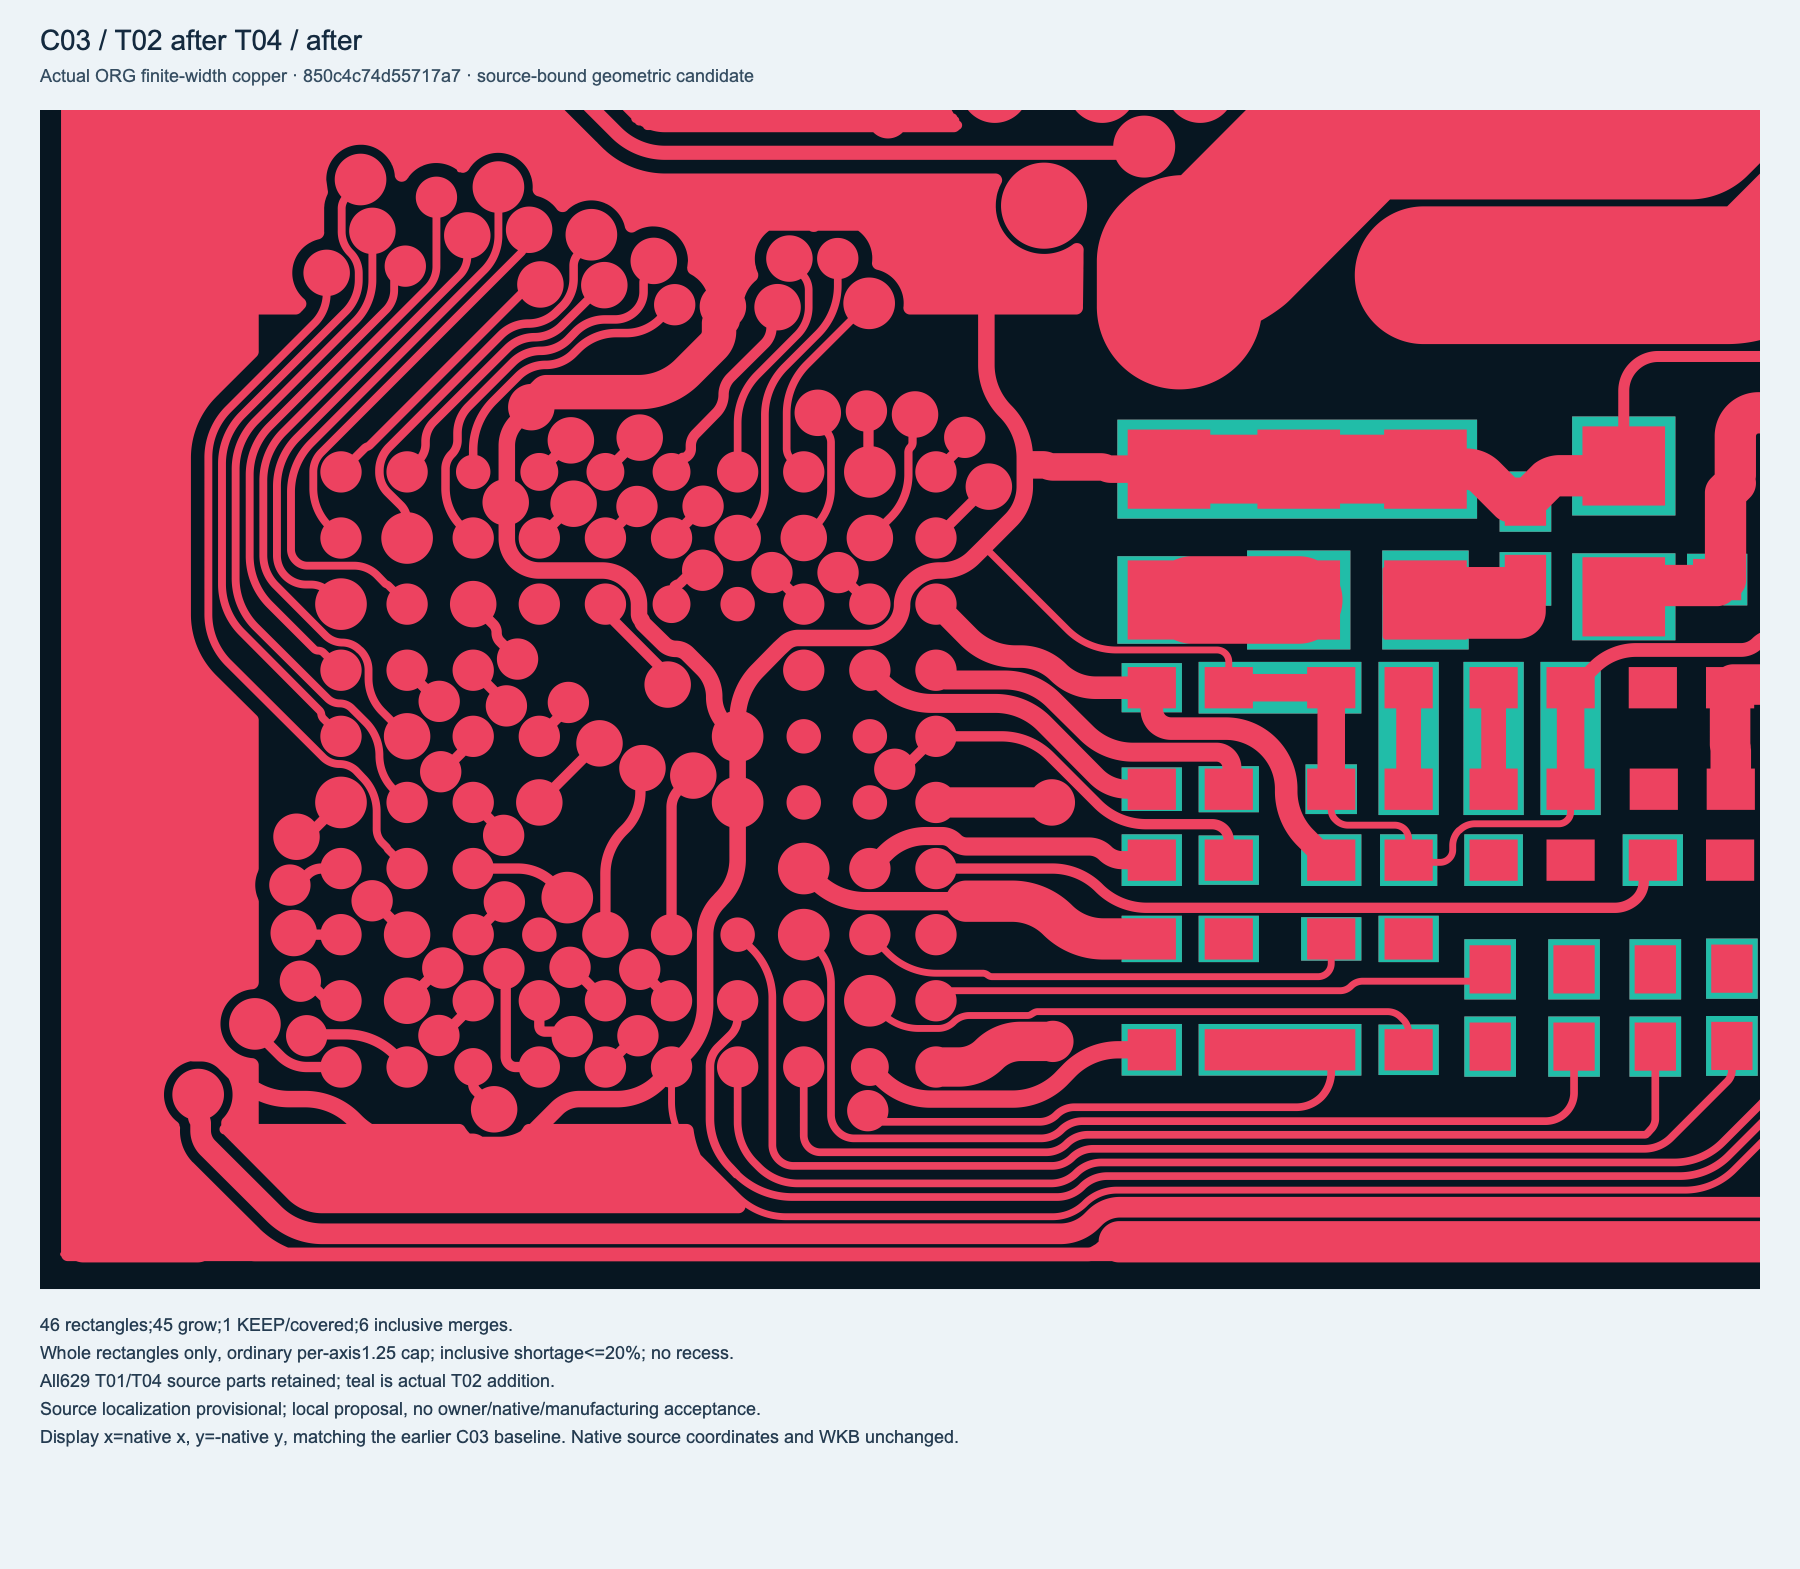 C03 / T02 after T04 / after
Actual ORG finite-width copper · 850c4c74d55717a7 · source-bound geometric candidate
46 rectangles;45 grow;1 KEEP/covered;6 inclusive merges.
Whole rectangles only, ordinary per-axis1.25 cap; inclusive shortage<=20%; no recess.
All629 T01/T04 source parts retained; teal is actual T02 addition.
Source localization provisional; local proposal, no owner/native/manufacturing acceptance.
Display x=native x, y=-native y, matching the earlier C03 baseline. Native source coordinates and WKB unchanged.